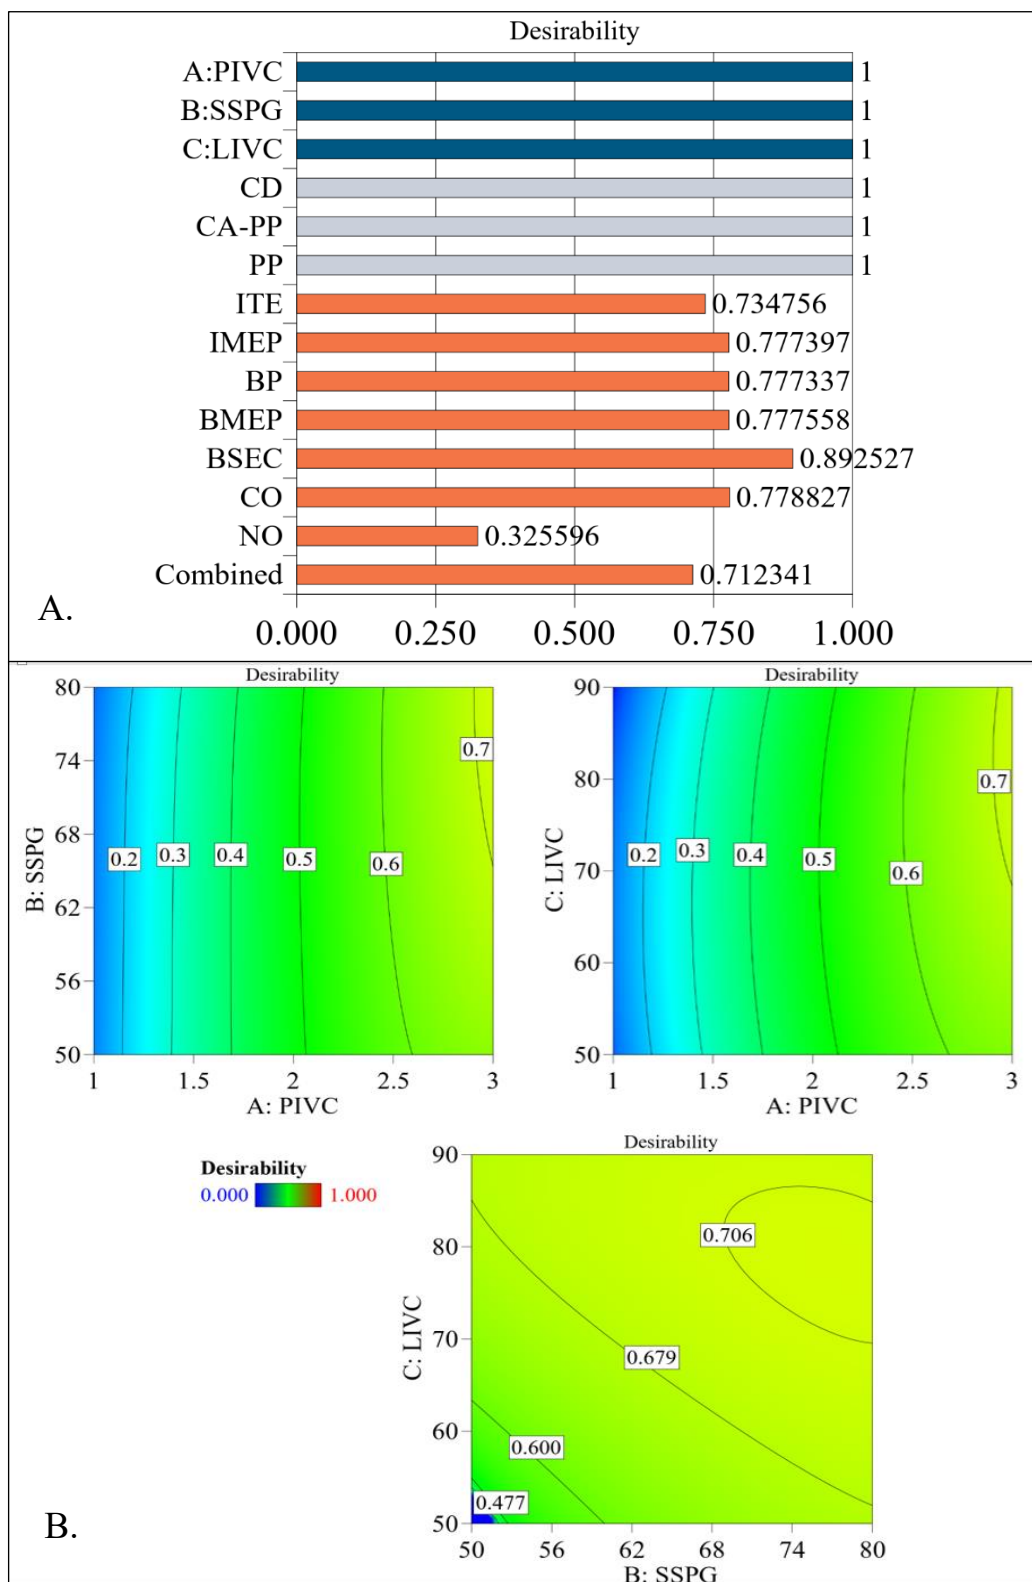 Desirability
A:PIVC 1
B:SSPG 1
C:LIVC 1
CD 1
CA-PP 1
PP 1
ITE 0.734756
IMEP 0.777397
BP 0.777337
BMEP 0.777558
BSEC 0.892527
CO 0.778827
NO 0.325596
Combined 0.712341
A.
0.000 0.250 0.500 0.750 1.000
Desirability
80
74
68
62
56
50
B: SSPG
0.2 0.3 0.4 0.5 0.6 0.7
1 1.5 2 2.5 3
A: PIVC
Desirability
90
80
70
60
50
C: LIVC
0.2 0.3 0.4 0.5 0.6 0.7
1 1.5 2 2.5 3
A: PIVC
Desirability
0.000 1.000
Desirability
90
80
70
60
50
C: LIVC
0.706
0.679
0.600
0.477
50 56 62 68 74 80
B: SSPG
B.